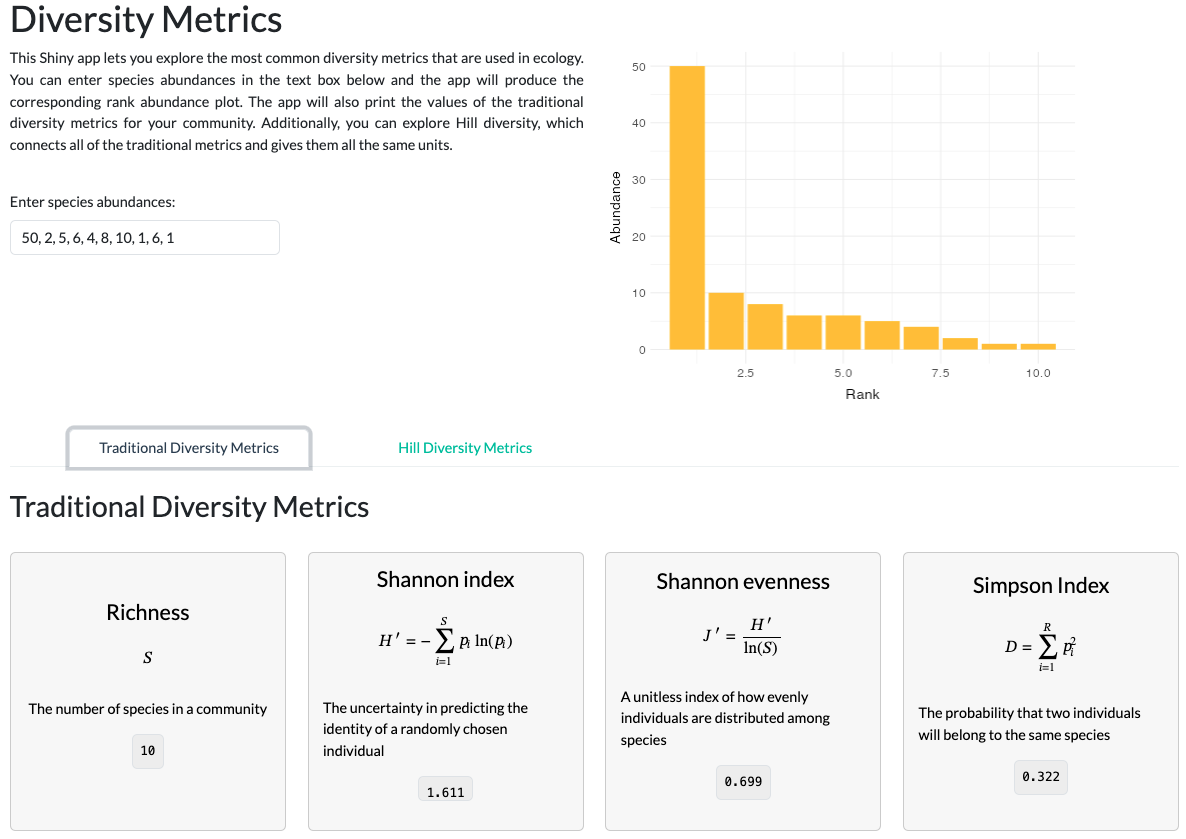 Diversity Metrics
This Shiny app lets you explore the most common diversity metrics that are used in ecology.
You can enter species abundances in the text box below and the app will produce the
corresponding rank abundance plot. The app will also print the values of the traditional
diversity metrics for your community. Additionally, you can explore Hill diversity, which
connects all of the traditional metrics and gives them all the same units.
Enter species abundances:
50, 2, 5, 6, 4, 8, 10, 1, 6, 1
50
40
30
20
10
0
Abundance
2.5 5.0 7.5 10.0
Rank
Traditional Diversity Metrics
Hill Diversity Metrics
Traditional Diversity Metrics
Richness
S
The number of species in a community
10
Shannon index
H′ = − ∑_{i=1}^{S} p_i ln(p_i)
The uncertainty in predicting the
identity of a randomly chosen
individual
1.611
Shannon evenness
J′ = H′ / ln(S)
A unitless index of how evenly
individuals are distributed among
species
0.699
Simpson Index
D = ∑_{i=1}^{R} p_i^2
The probability that two individuals
will belong to the same species
0.322